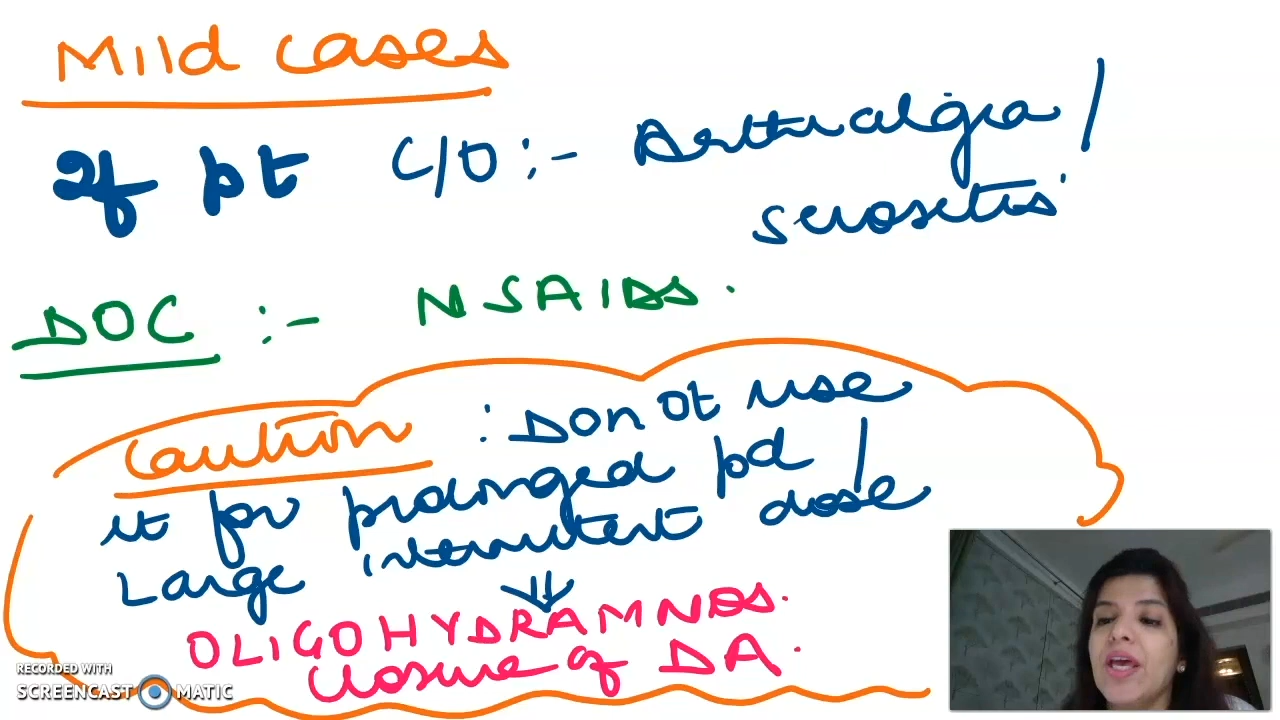 Mild cases
If pt C/O :- Arthralgia /
serositis
DOC :- NSAIDs.
Caution : Do not use
it for prolonged pd /
Large intermittent dose
OLIGOHYDRAMNIOS.
closure of DA.
RECORDED WITH
SCREENCAST MATIC